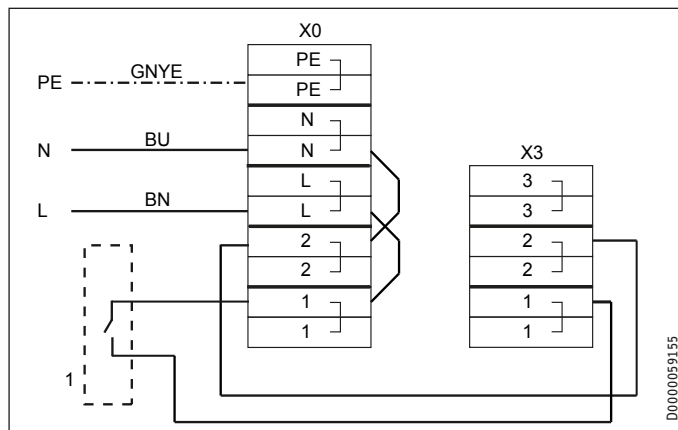 X0
PE
PE GNYE PE
N
N BU N
X3
L 3
L BN L 3
2 2
2 2
1 1
1 1
1
D0000059155